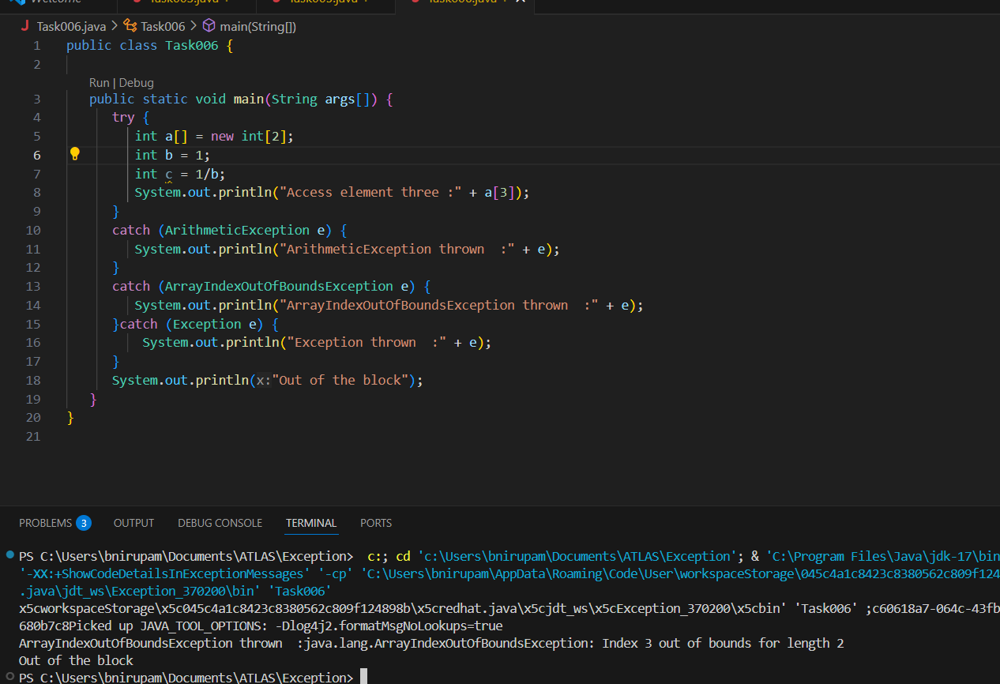 Welcome
Task006.java > Task006 > main(String[])
1 public class Task006 {
2
Run | Debug
3 public static void main(String args[]) {
4 try {
5 int a[] = new int[2];
6 int b = 1;
7 int c = 1/b;
8 System.out.println("Access element three :" + a[3]);
9 }
10 catch (ArithmeticException e) {
11 System.out.println("ArithmeticException thrown  :" + e);
12 }
13 catch (ArrayIndexOutOfBoundsException e) {
14 System.out.println("ArrayIndexOutOfBoundsException thrown  :" + e);
15 }catch (Exception e) {
16 System.out.println("Exception thrown  :" + e);
17 }
18 System.out.println(x:"Out of the block");
19 }
20 }
21
PROBLEMS 3 OUTPUT DEBUG CONSOLE TERMINAL PORTS
PS C:\Users\bnirupam\Documents\ATLAS\Exception>  c:; cd 'c:\Users\bnirupam\Documents\ATLAS\Exception'; & 'C:\Program Files\Java\jdk-17\bin
'-XX:+ShowCodeDetailsInExceptionMessages' '-cp' 'C:\Users\bnirupam\AppData\Roaming\Code\User\workspaceStorage\045c4a1c8423c8380562c809f124
.java\jdt_ws\Exception_370200\bin' 'Task006'
x5cworkspaceStorage\x5c045c4a1c8423c8380562c809f124898b\x5credhat.java\x5cjdt_ws\x5cException_370200\x5cbin' 'Task006' ;c60618a7-064c-43fb
680b7c8Picked up JAVA_TOOL_OPTIONS: -Dlog4j2.formatMsgNoLookups=true
ArrayIndexOutOfBoundsException thrown  :java.lang.ArrayIndexOutOfBoundsException: Index 3 out of bounds for length 2
Out of the block
PS C:\Users\bnirupam\Documents\ATLAS\Exception>